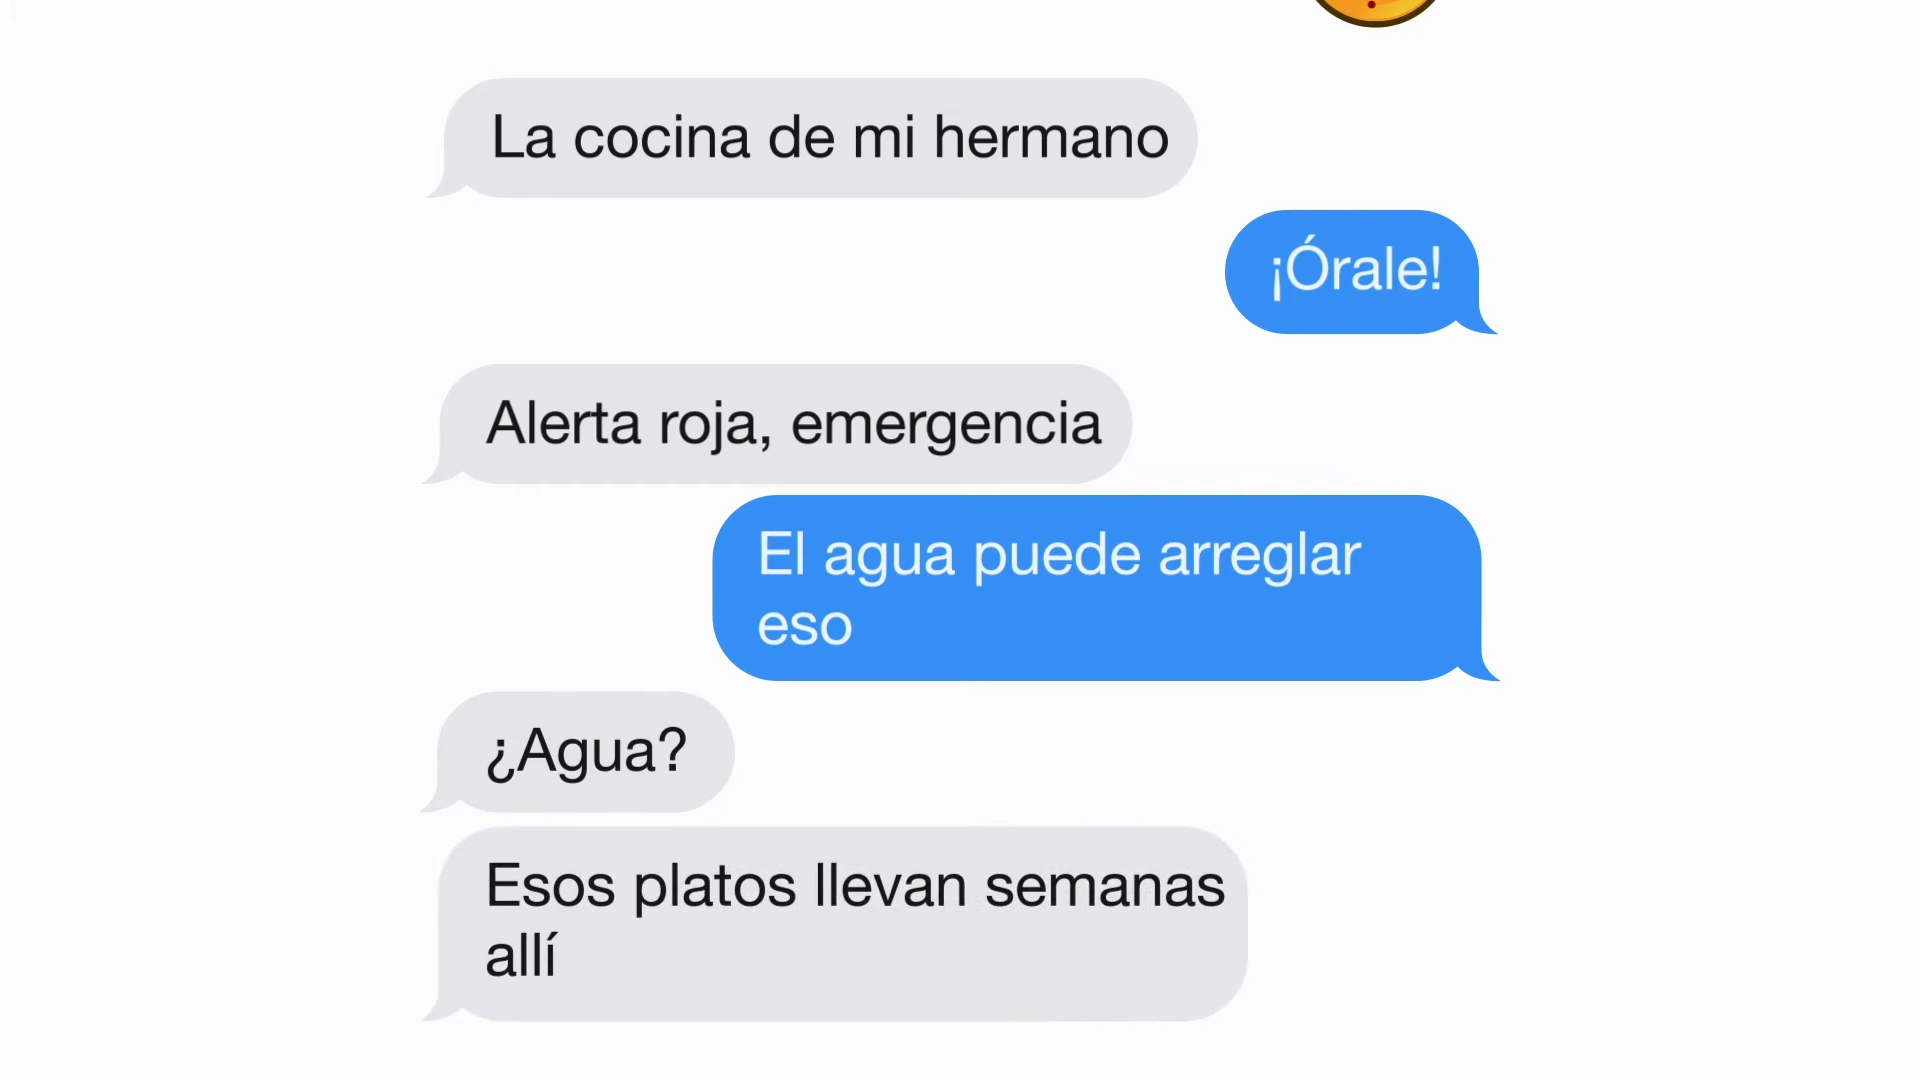 La cocina de mi hermano
¡Órale!
Alerta roja, emergencia
El agua puede arreglar
eso
¿Agua?
Esos platos llevan semanas
allí